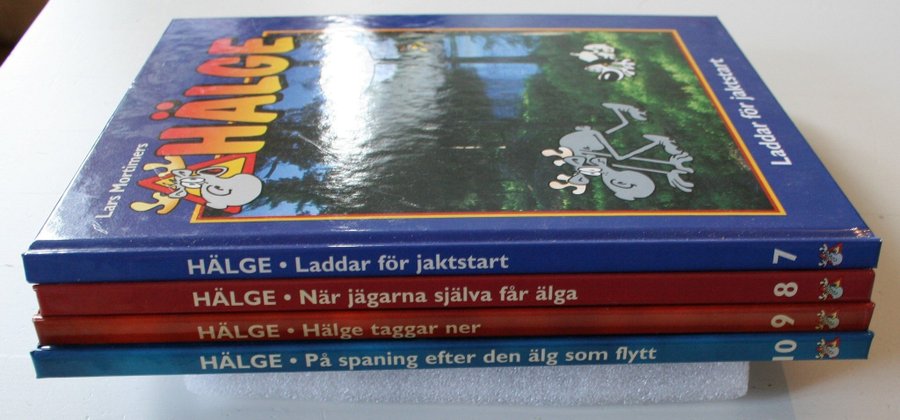 Lars Mortimers
HÄLGE
Laddar för jaktstart
HÄLGE • Laddar för jaktstart 7
HÄLGE • När jägarna själva får älga 8
HÄLGE • Hälge taggar ner 9
HÄLGE • På spaning efter den älg som flytt 10